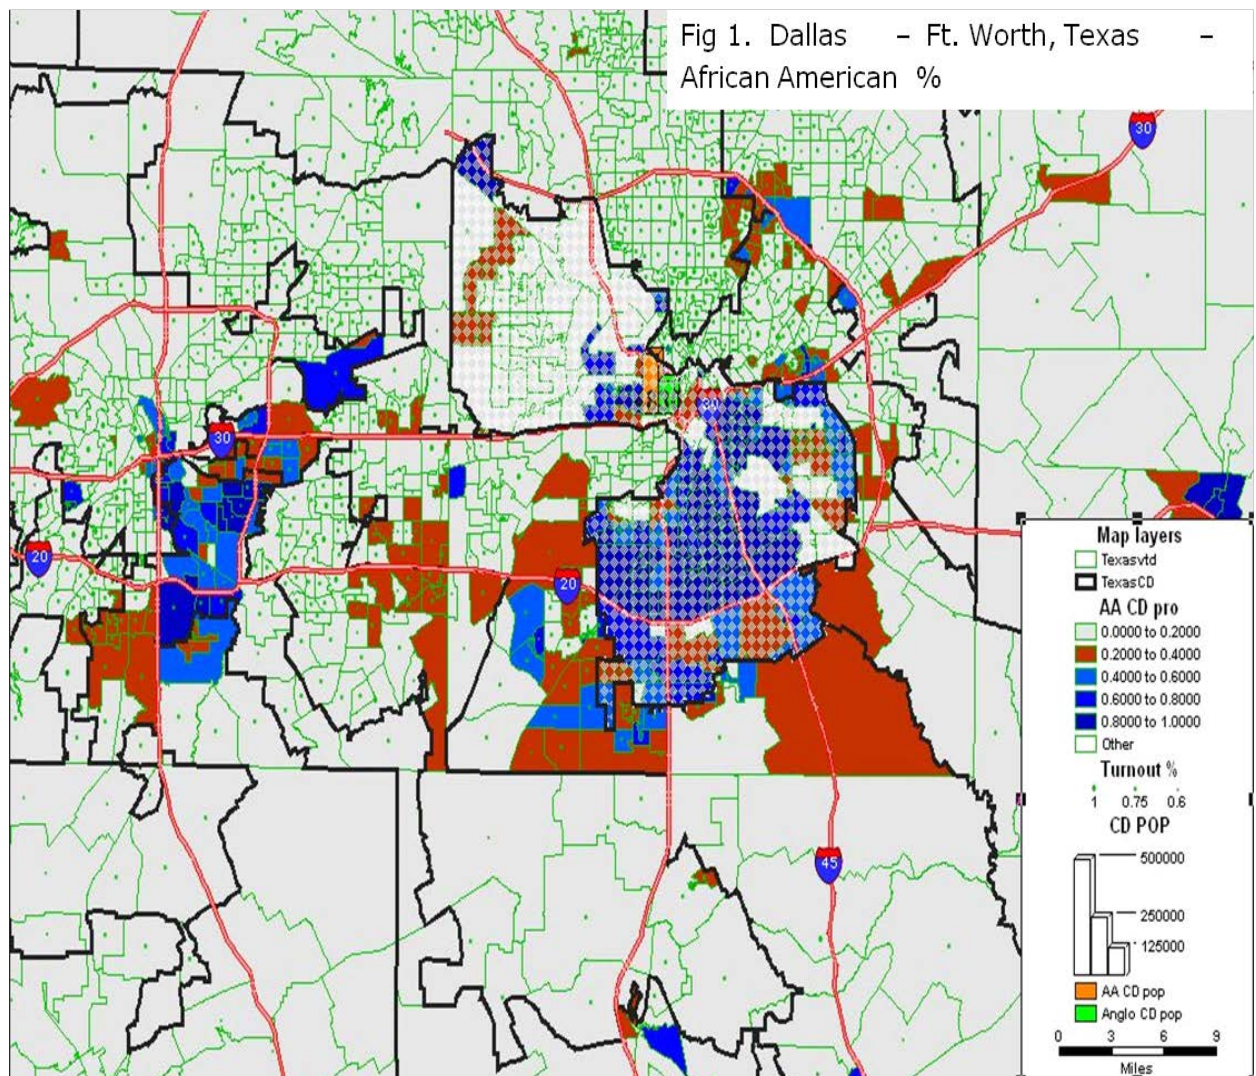 Fig 1. Dallas – Ft. Worth, Texas –
African American %
30
30
30
20
20
45
Map layers
Texasvtd
TexasCD
AA CD pro
0.0000 to 0.2000
0.2000 to 0.4000
0.4000 to 0.6000
0.6000 to 0.8000
0.8000 to 1.0000
Other
Turnout %
1 0.75 0.6
CD POP
500000
250000
125000
AA CD pop
Anglo CD pop
0 3 6 9
Miles